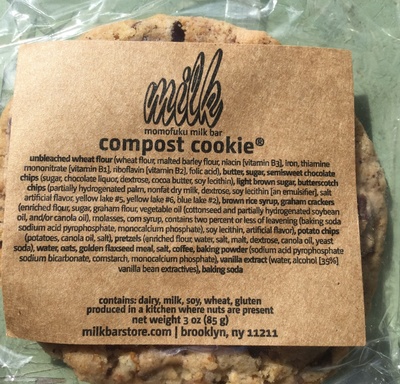 milk
momofuku milk bar
compost cookie®
unbleached wheat flour (wheat flour, malted barley flour, niacin [vitamin B3], iron, thiamine
mononitrate [vitamin B1], riboflavin [vitamin B2], folic acid), butter, sugar, semisweet chocolate
chips (sugar, chocolate liquor, dextrose, cocoa butter, soy lecithin), light brown sugar, butterscotch
chips (partially hydrogenated palm, nonfat dry milk, dextrose, soy lecithin [an emulsifier], salt
artificial flavor, yellow lake #5, yellow lake #6, blue lake #2), brown rice syrup, graham crackers
(enriched flour, sugar, graham flour, vegetable oil (cottonseed and partially hydrogenated soybean
oil, and/or canola oil), molasses, corn syrup, contains two percent or less of leavening (baking soda
sodium acid pyrophosphate, monocalcium phosphate), soy lecithin, artificial flavor), potato chips
(potatoes, canola oil, salt), pretzels (enriched flour, water, salt, malt, dextrose, canola oil, yeast
soda), water, oats, golden flaxseed meal, salt, coffee, baking powder (sodium acid pyrophosphate
sodium bicarbonate, cornstarch, monocalcium phosphate), vanilla extract (water, alcohol [35%]
vanilla bean extractives), baking soda
contains: dairy, milk, soy, wheat, gluten
produced in a kitchen where nuts are present
net weight 3 oz (85 g)
milkbarstore.com | brooklyn, ny 11211